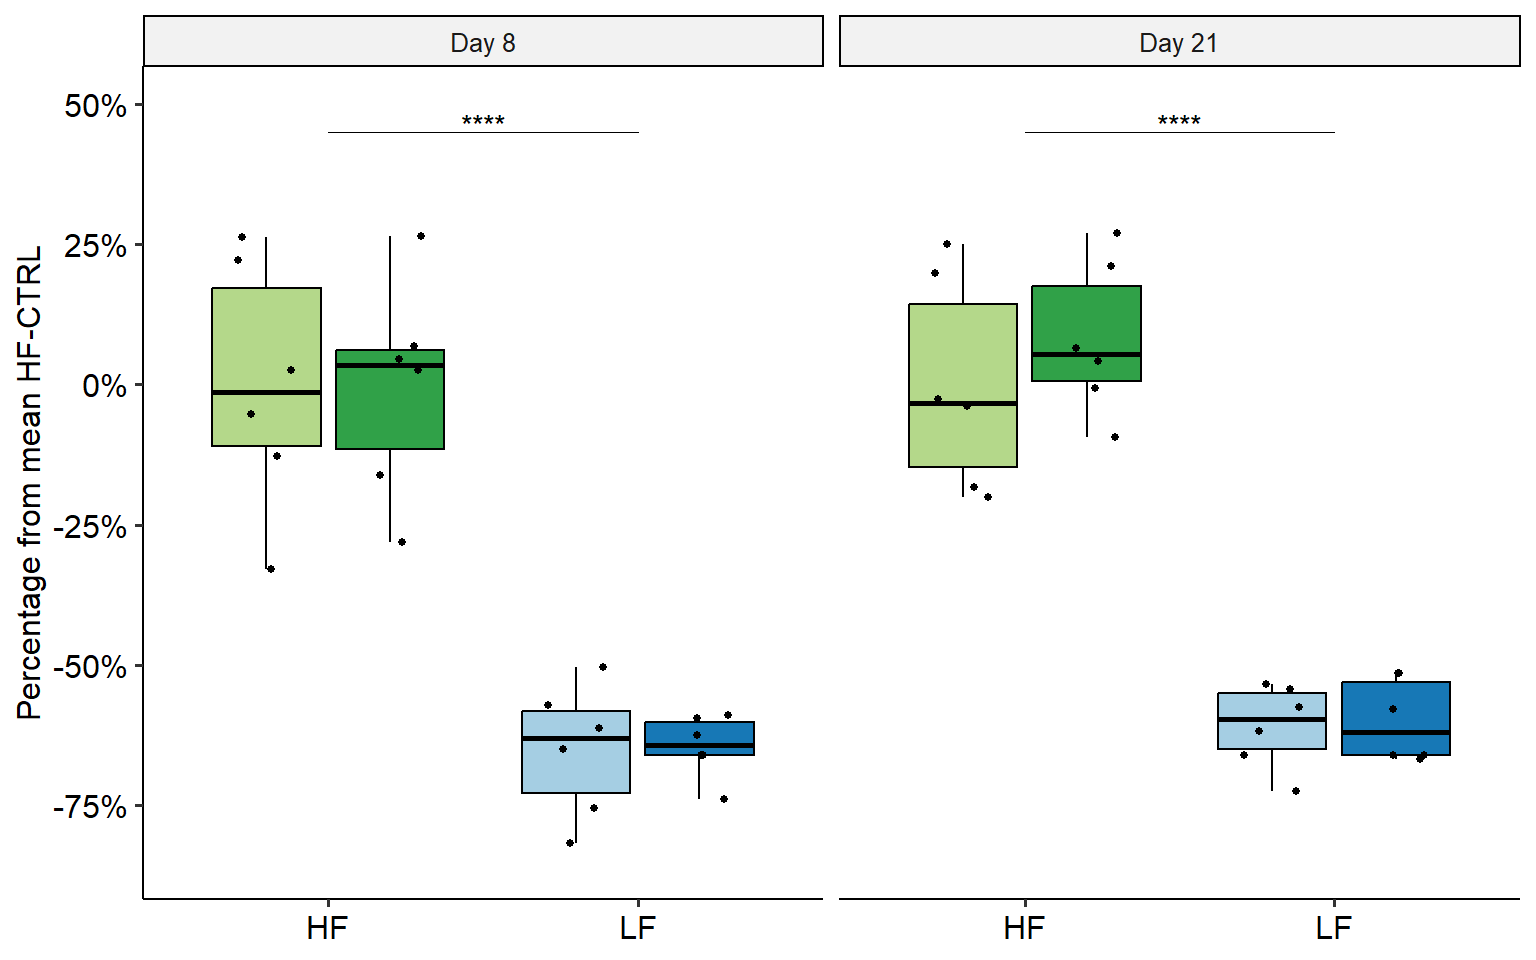 Day 8
Day 21
50%
25%
0%
-25%
-50%
-75%
Percentage from mean HF-CTRL
****
****
HF
LF
HF
LF